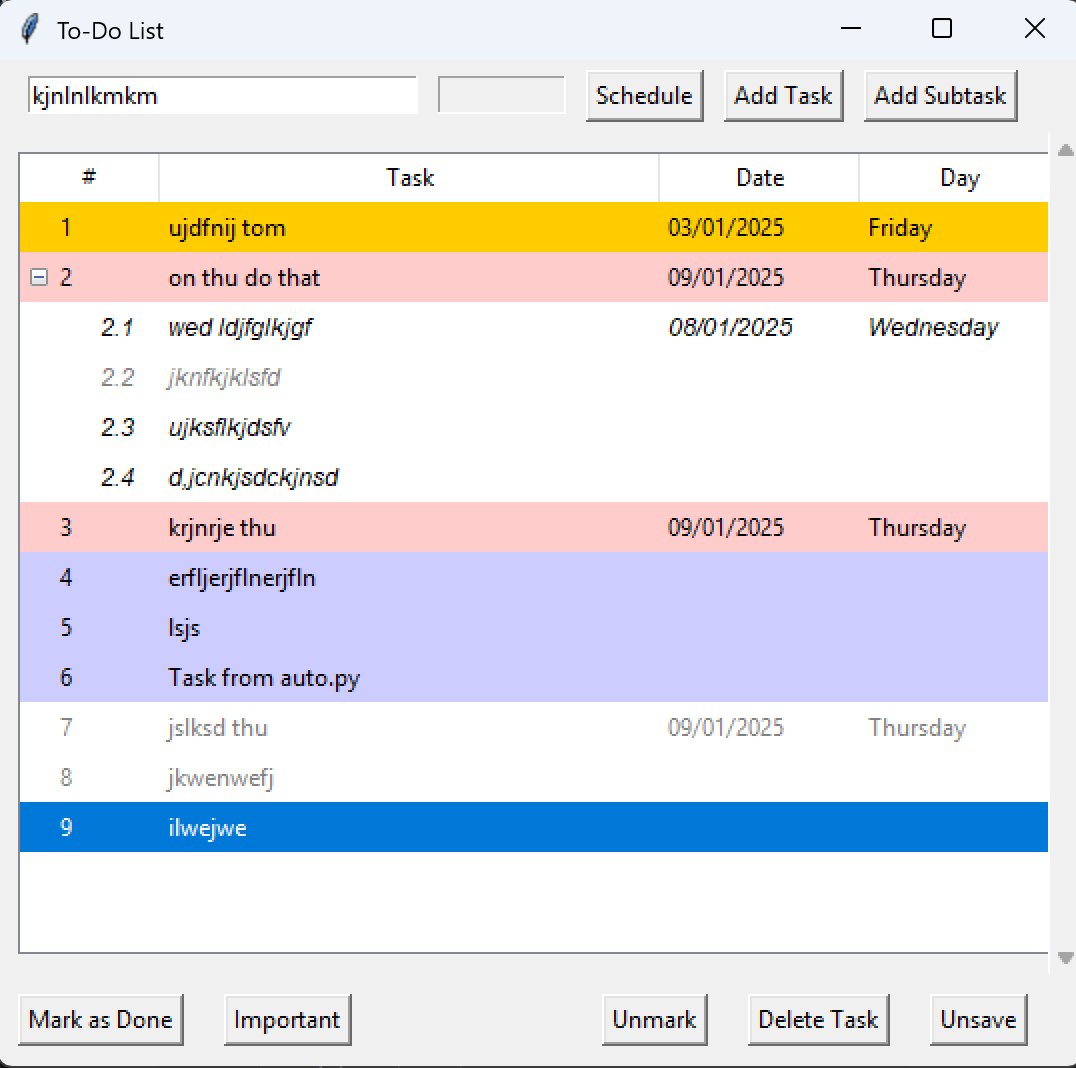 To-Do List
kjnlnlkmkm Schedule Add Task Add Subtask
# Task Date Day
1 ujdfnij tom 03/01/2025 Friday
2 on thu do that 09/01/2025 Thursday
2.1 wed ldjfglkjgf 08/01/2025 Wednesday
2.2 jknfkjklsfd
2.3 ujksflkjdsfv
2.4 d,jcnkjsdckjnsd
3 krjnrje thu 09/01/2025 Thursday
4 erfljerjflnerjfln
5 lsjs
6 Task from auto.py
7 jslksd thu 09/01/2025 Thursday
8 jkwenwefj
9 ilwejwe
Mark as Done Important Unmark Delete Task Unsave